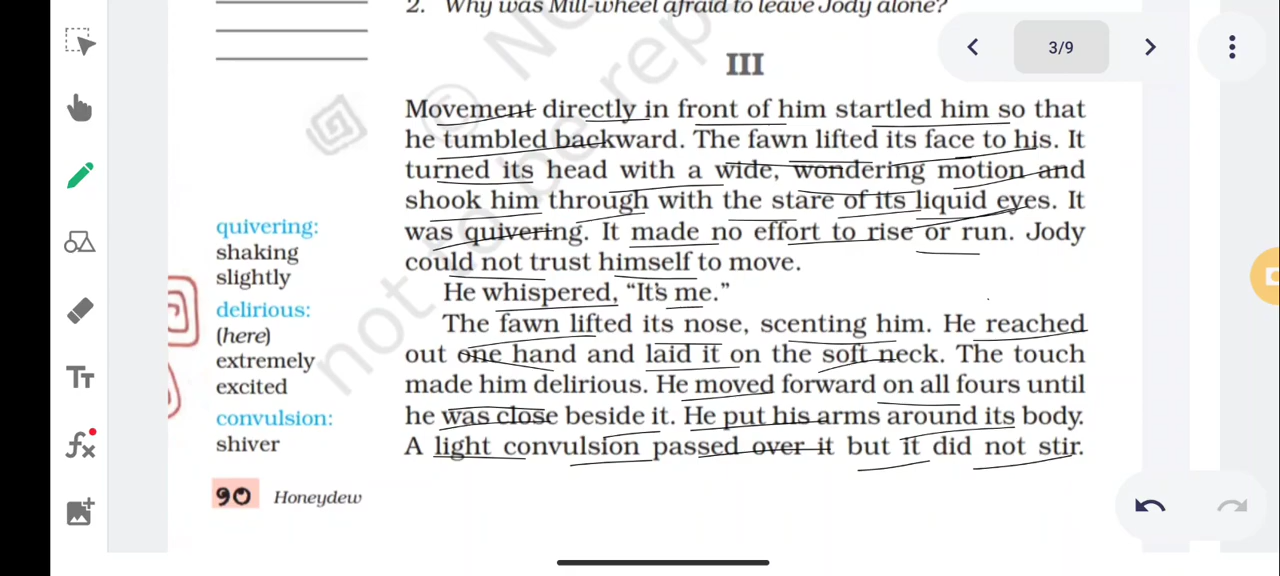 2. Why was Mill-wheel afraid to leave Jody alone?
3/9
III
Movement directly in front of him startled him so that
he tumbled backward. The fawn lifted its face to his. It
turned its head with a wide, wondering motion and
shook him through with the stare of its liquid eyes. It
was quivering. It made no effort to rise or run. Jody
could not trust himself to move.
He whispered, “It’s me.”
The fawn lifted its nose, scenting him. He reached
out one hand and laid it on the soft neck. The touch
made him delirious. He moved forward on all fours until
he was close beside it. He put his arms around its body.
A light convulsion passed over it but it did not stir.
quivering:
shaking
slightly
delirious:
(here)
extremely
excited
convulsion:
shiver
90 Honeydew
© NC
not to be rep
Tт
fx